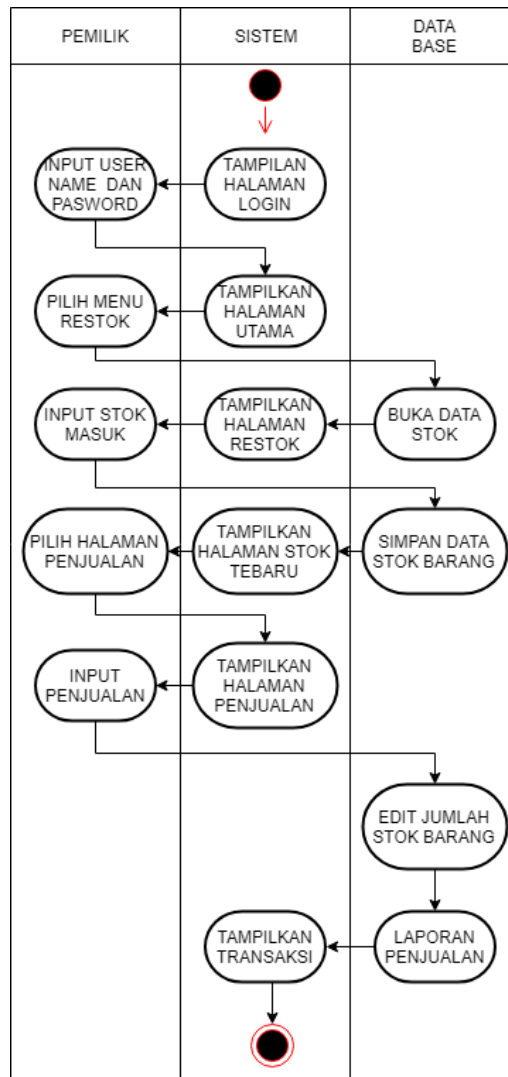 PEMILIK
SISTEM
DATA
BASE
TAMPILAN
HALAMAN
LOGIN
INPUT USER
NAME DAN
PASWORD
TAMPILKAN
HALAMAN
UTAMA
PILIH MENU
RESTOK
BUKA DATA
STOK
TAMPILKAN
HALAMAN
RESTOK
INPUT STOK
MASUK
SIMPAN DATA
STOK BARANG
TAMPILKAN
HALAMAN STOK
TEBARU
PILIH HALAMAN
PENJUALAN
TAMPILKAN
HALAMAN
PENJUALAN
INPUT
PENJUALAN
EDIT JUMLAH
STOK BARANG
LAPORAN
PENJUALAN
TAMPILKAN
TRANSAKSI